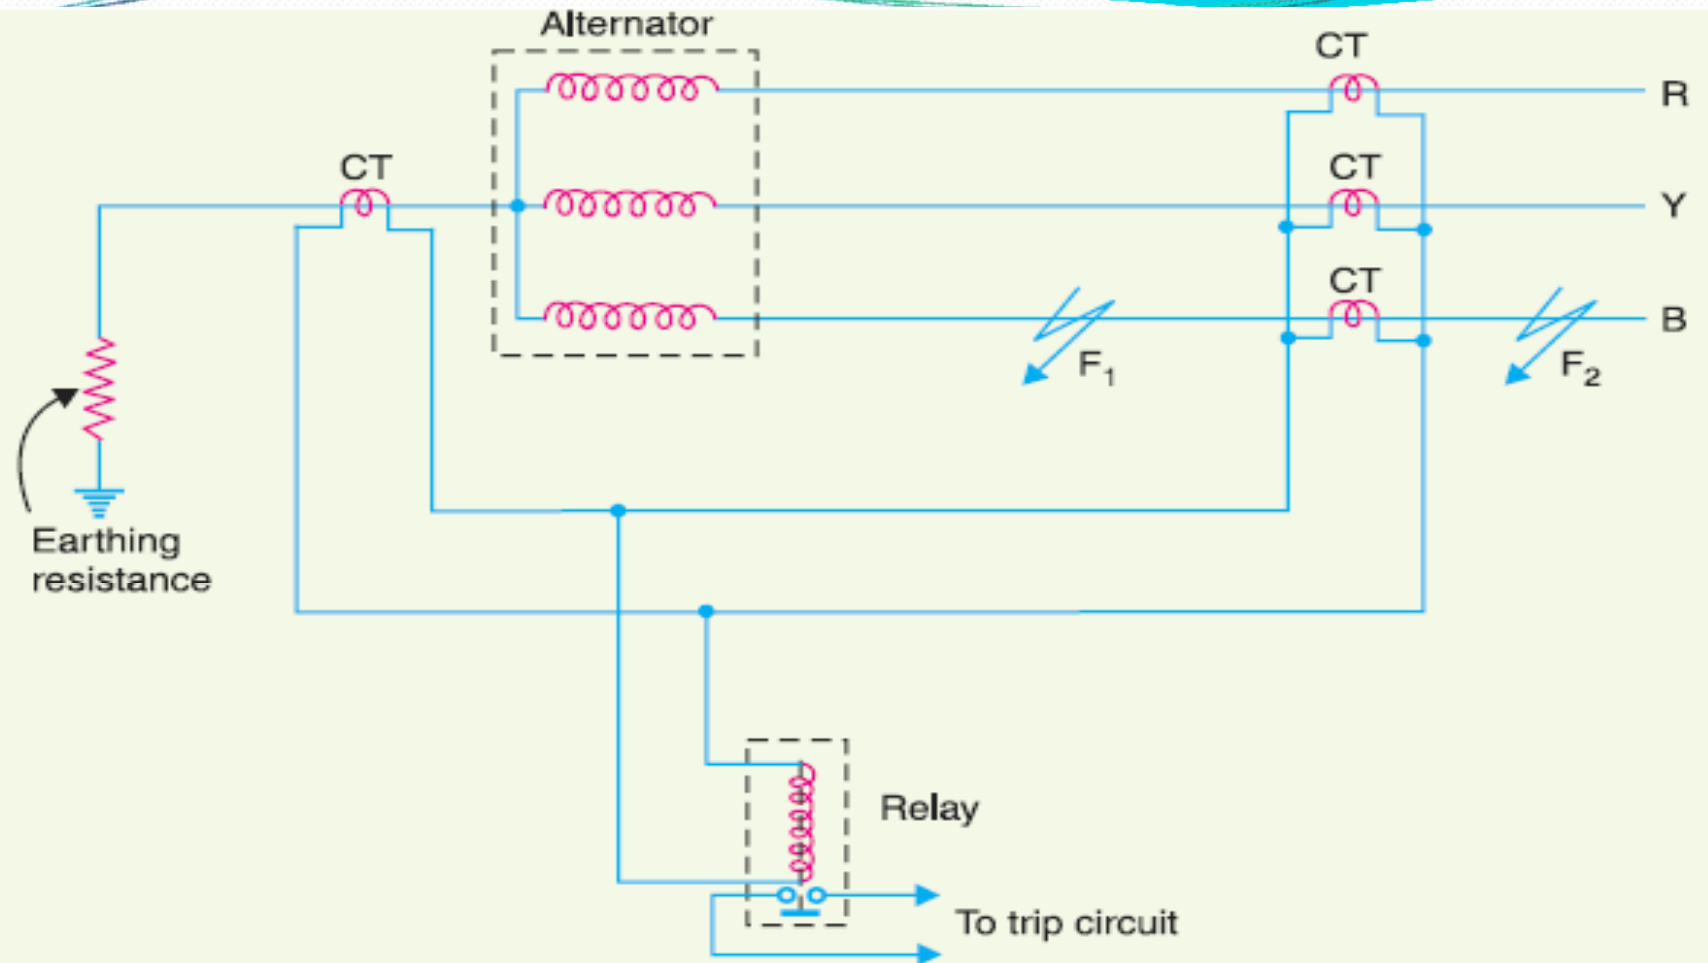 Alternator
CT
R
CT
CT
Y
CT
B
F₁
F₂
Earthing
resistance
Relay
To trip circuit